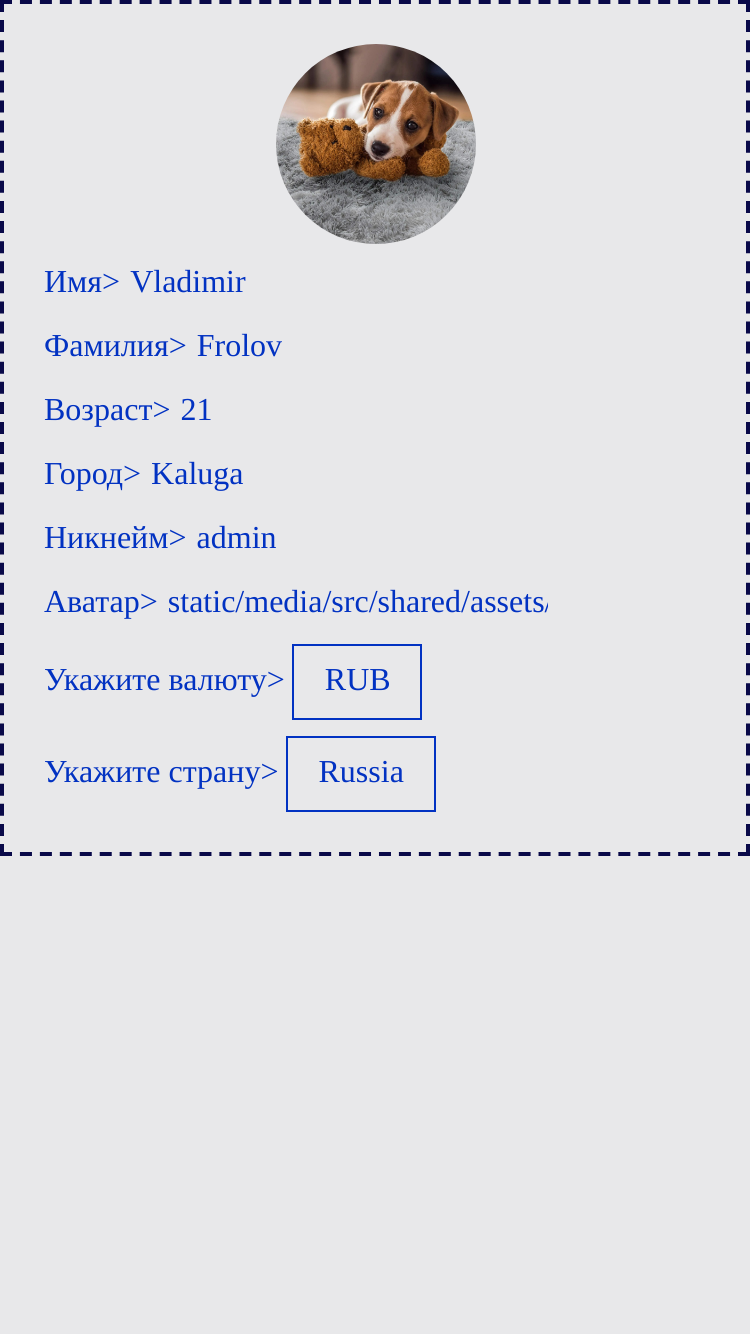 Имя> Vladimir
Фамилия> Frolov
Возраст> 21
Город> Kaluga
Никнейм> admin
Аватар> static/media/src/shared/assets/
Укажите валюту> RUB
Укажите страну> Russia